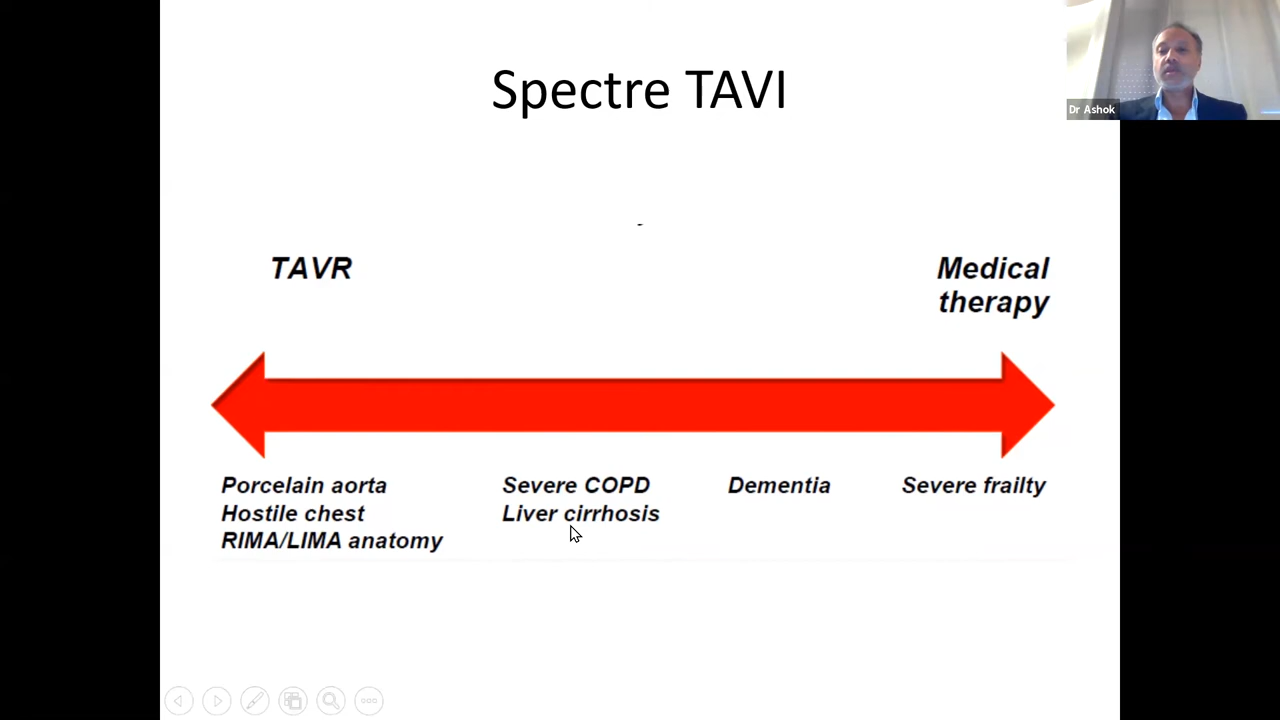 Spectre TAVI
Dr Ashok
TAVR
Medical
therapy
Porcelain aorta
Hostile chest
RIMA/LIMA anatomy
Severe COPD
Liver cirrhosis
Dementia
Severe frailty